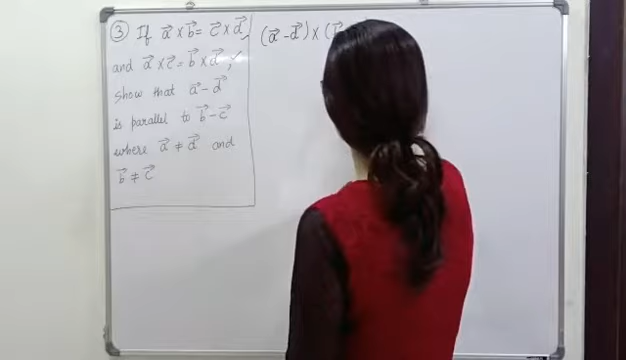 ③ If a⃗ × b⃗ = c⃗ × d⃗,
and a⃗ × c⃗ = b⃗ × d⃗, ✓
show that a⃗ - d⃗
is parallel to b⃗ - c⃗
where a⃗ ≠ d⃗ and
b⃗ ≠ c⃗
(a⃗ - d⃗) × (